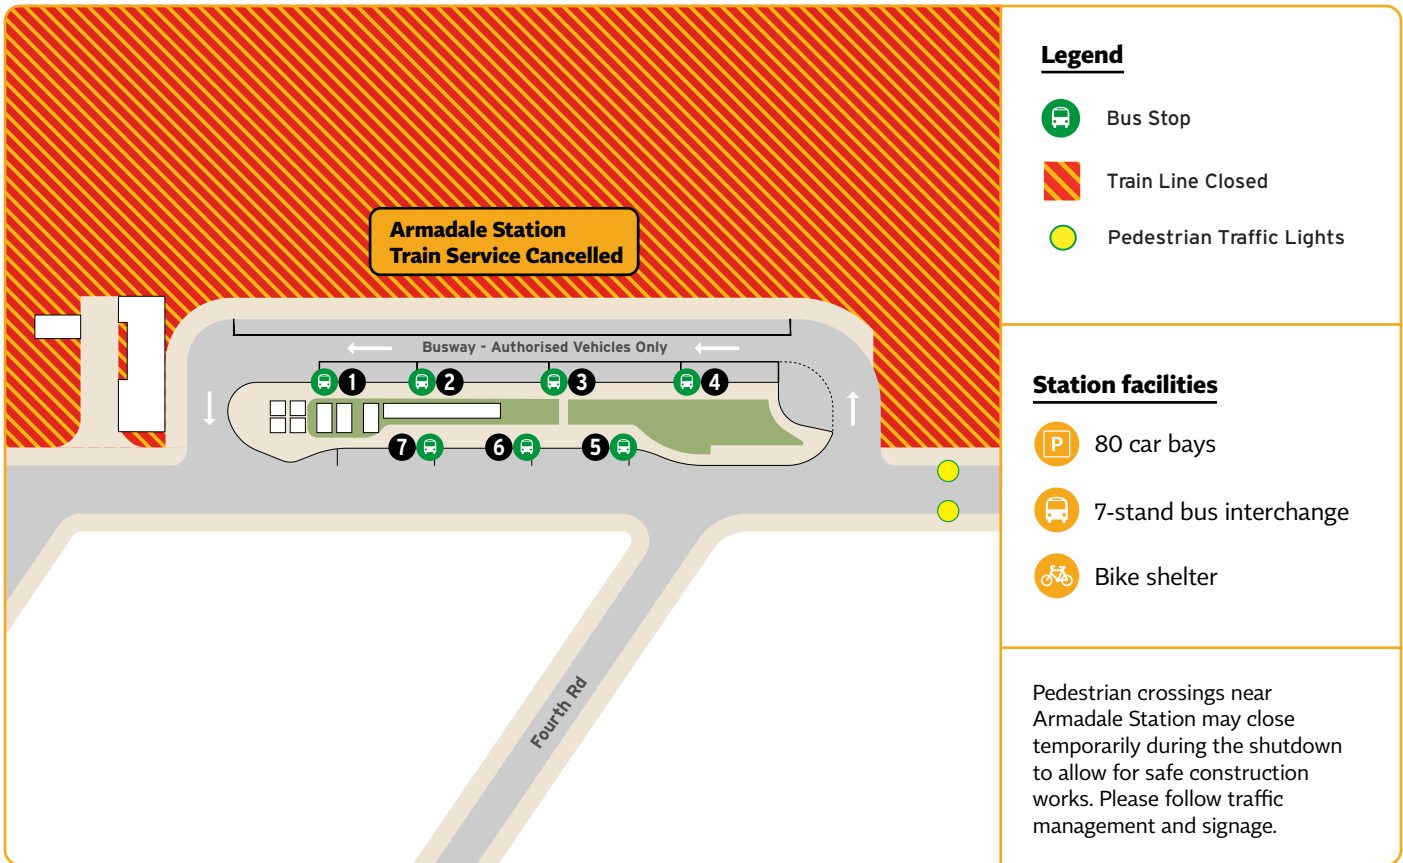 Armadale Station
Train Service Cancelled
Busway - Authorised Vehicles Only
1
2
3
4
7
6
5
Fourth Rd
Legend
Bus Stop
Train Line Closed
Pedestrian Traffic Lights
Station facilities
P
80 car bays
7-stand bus interchange
Bike shelter
Pedestrian crossings near
Armadale Station may close
temporarily during the shutdown
to allow for safe construction
works. Please follow traffic
management and signage.